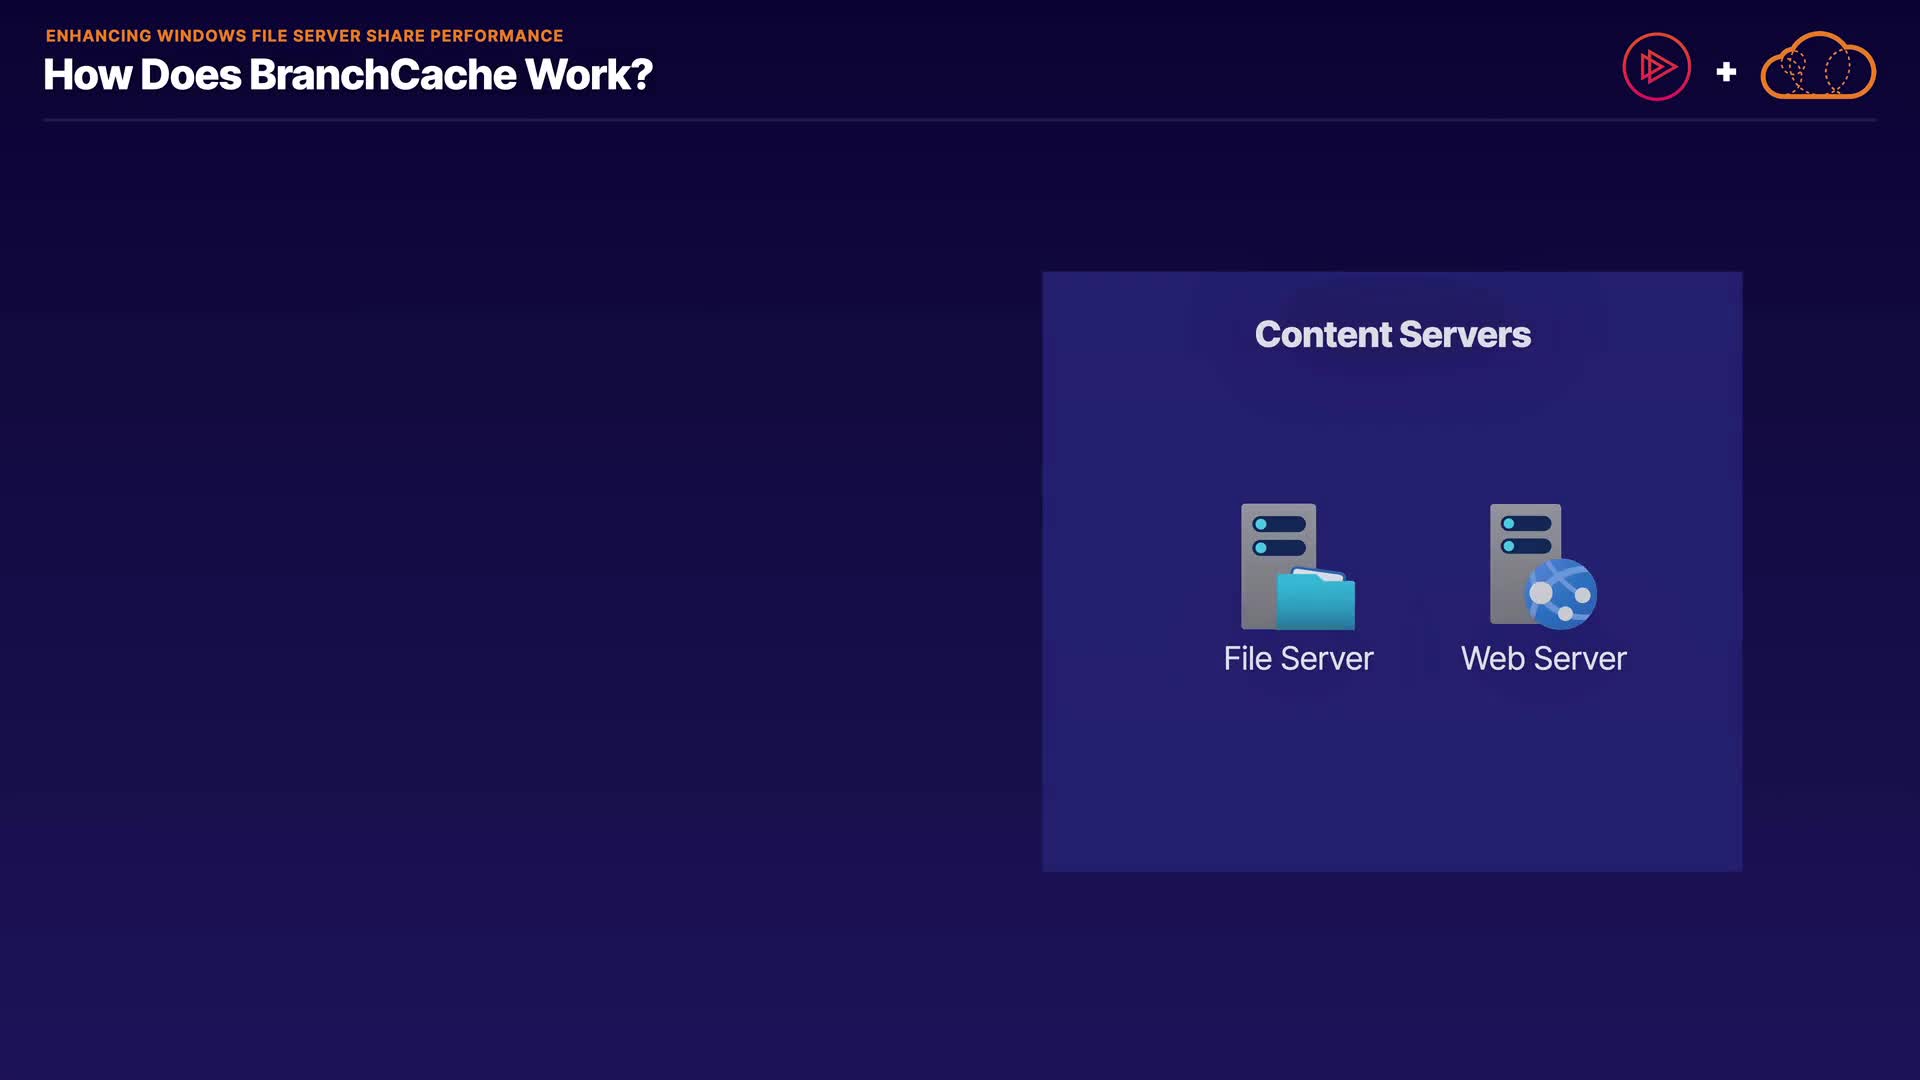 ENHANCING WINDOWS FILE SERVER SHARE PERFORMANCE
How Does BranchCache Work?
+
Content Servers
File Server
Web Server